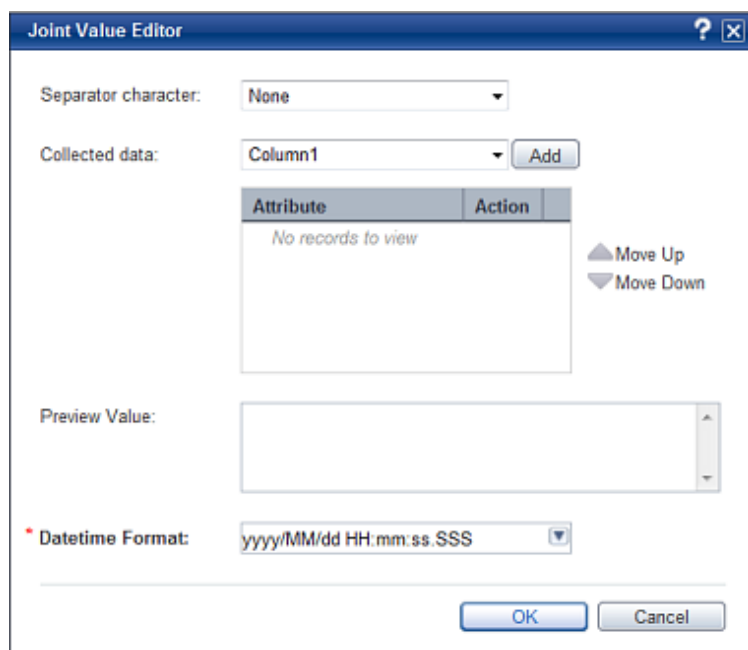 Joint Value Editor ?
Separator character: None
Collected data: Column1 Add
Attribute Action
No records to view
Move Up
Move Down
Preview Value:
* Datetime Format: yyyy/MM/dd HH:mm:ss.SSS
OK Cancel